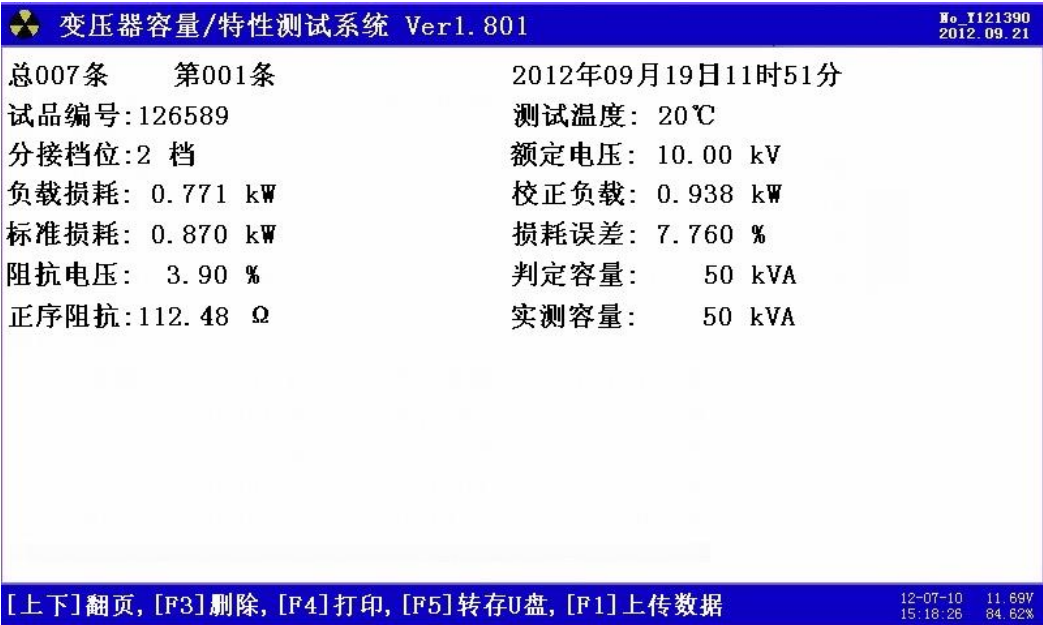 变压器容量/特性测试系统 Ver1.801
No_Y121390
2012.09.21
总007条 第001条 2012年09月19日11时51分
试品编号:126589 测试温度: 20℃
分接档位:2 档 额定电压: 10.00 kV
负载损耗: 0.771 kW 校正负载: 0.938 kW
标准损耗: 0.870 kW 损耗误差: 7.760 %
阻抗电压: 3.90 % 判定容量: 50 kVA
正序阻抗:112.48 Ω 实测容量: 50 kVA
[上下]翻页,[F3]删除,[F4]打印,[F5]转存U盘,[F1]上传数据
12-07-10 11.69V
15:18:26 84.62%